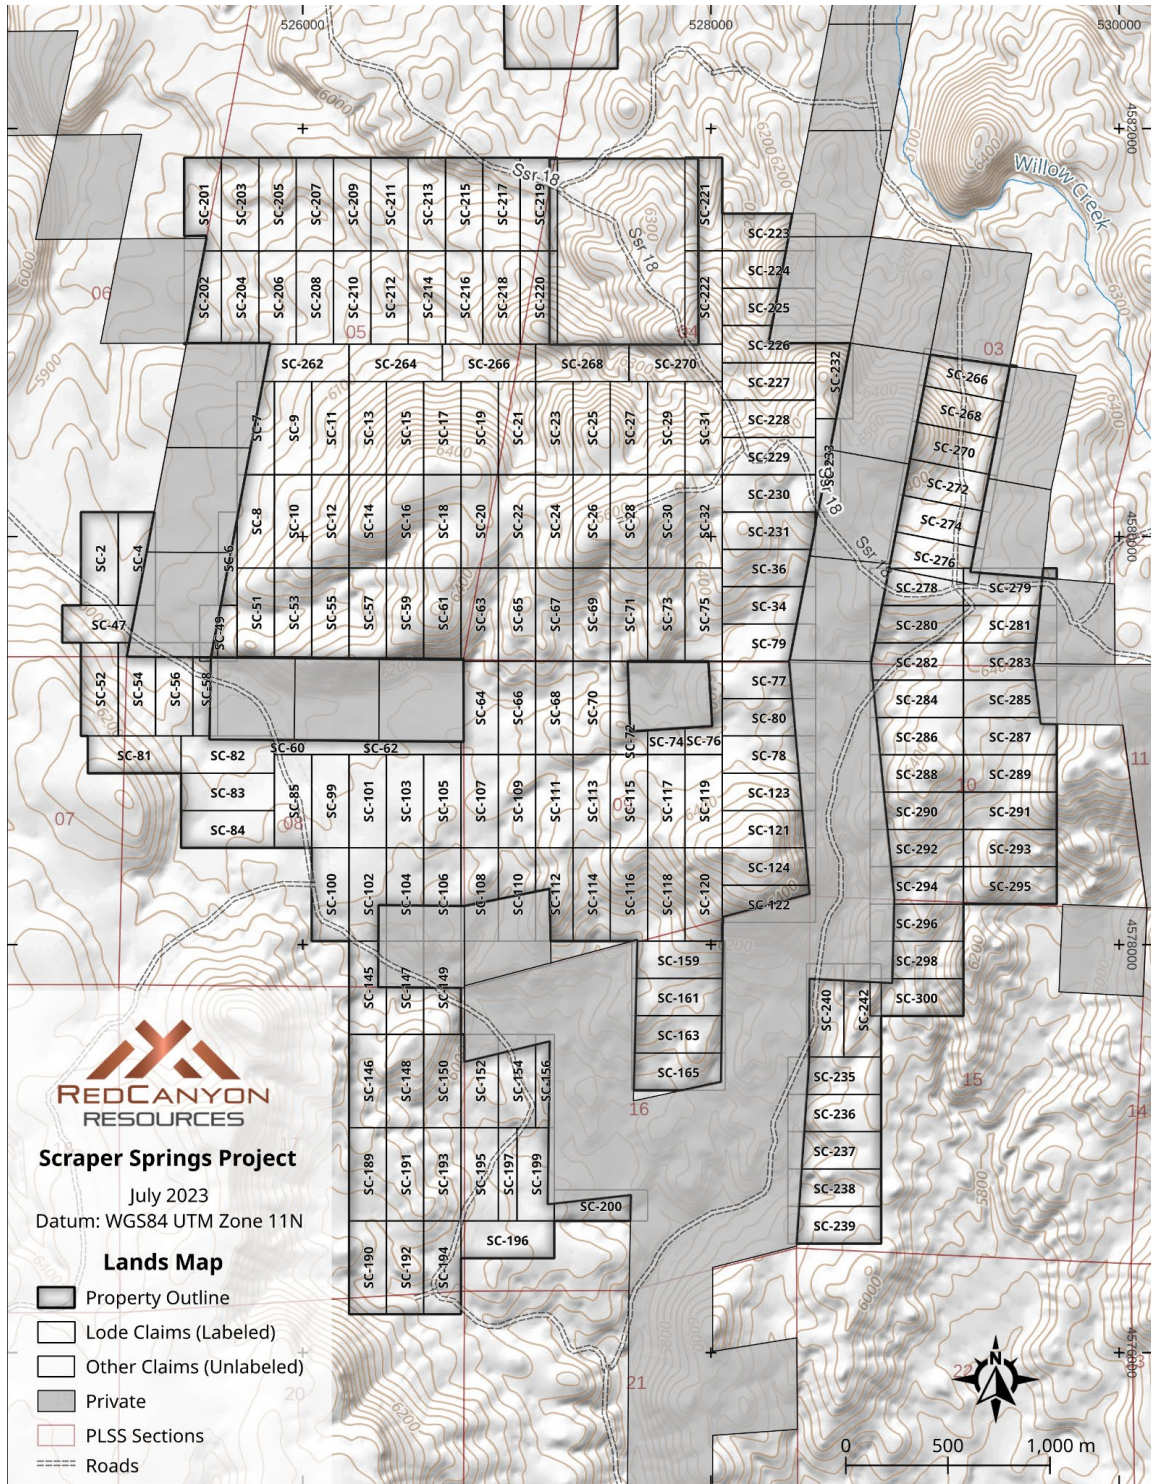 526000
528000
530000
4582000
4580000
4578000
4576000
6000
6200
6200
6100
6400
Willow Creek
6300
Ssr 18
Ssr 18
6300
SC-201
SC-203
SC-205
SC-207
SC-209
SC-211
SC-213
SC-215
SC-217
SC-219
SC-221
SC-223
SC-202
SC-204
SC-206
SC-208
SC-210
SC-212
SC-214
SC-216
SC-218
SC-220
SC-222
SC-224
SC-225
06
05
04
03
6000
5900
SC-262
SC-264
SC-266
SC-268
SC-270
SC-226
SC-227
SC-228
SC-229
SC-230
SC-231
SC-232
SC-233
SC-266
SC-268
SC-270
SC-272
SC-274
SC-276
SC-7
SC-9
SC-11
SC-13
SC-15
SC-17
SC-19
SC-21
SC-23
SC-25
SC-27
SC-29
SC-31
6400
6400
6400
SC-2
SC-4
SC-6
SC-8
SC-10
SC-12
SC-14
SC-16
SC-18
SC-20
SC-22
SC-24
SC-26
SC-28
SC-30
SC-32
SC-36
SC-34
SC-79
Ssr 18
Ssr 18
SC-47
SC-49
SC-51
SC-53
SC-55
SC-57
SC-59
SC-61
SC-63
SC-65
SC-67
SC-69
SC-71
SC-73
SC-75
SC-278
SC-279
SC-280
SC-281
SC-282
SC-283
SC-284
SC-285
SC-286
SC-287
SC-288
SC-289
SC-290
SC-291
SC-292
SC-293
SC-294
SC-295
SC-296
SC-298
SC-300
SC-52
SC-54
SC-56
SC-58
6200
SC-64
SC-66
SC-68
SC-70
SC-72
SC-74
SC-76
SC-77
SC-80
SC-78
SC-123
SC-121
SC-124
SC-122
SC-81
SC-82
SC-60
SC-62
SC-83
SC-84
SC-85
SC-99
SC-101
SC-103
SC-105
SC-107
SC-109
SC-111
SC-113
SC-115
SC-117
SC-119
07
08
10
11
SC-100
SC-102
SC-104
SC-106
SC-108
SC-110
SC-112
SC-114
SC-116
SC-118
SC-120
SC-145
SC-147
SC-149
SC-159
SC-161
SC-163
SC-165
SC-240
SC-242
SC-235
SC-236
SC-237
SC-238
SC-239
SC-146
SC-148
SC-150
SC-152
SC-154
SC-156
SC-189
SC-191
SC-193
SC-195
SC-197
SC-199
SC-200
SC-190
SC-192
SC-194
SC-196
16
15
14
17
20
21
22
5800
6000
6200
REDCANYON
RESOURCES
Scraper Springs Project
July 2023
Datum: WGS84 UTM Zone 11N
Lands Map
Property Outline
Lode Claims (Labeled)
Other Claims (Unlabeled)
Private
PLSS Sections
Roads
N
0 500 1,000 m